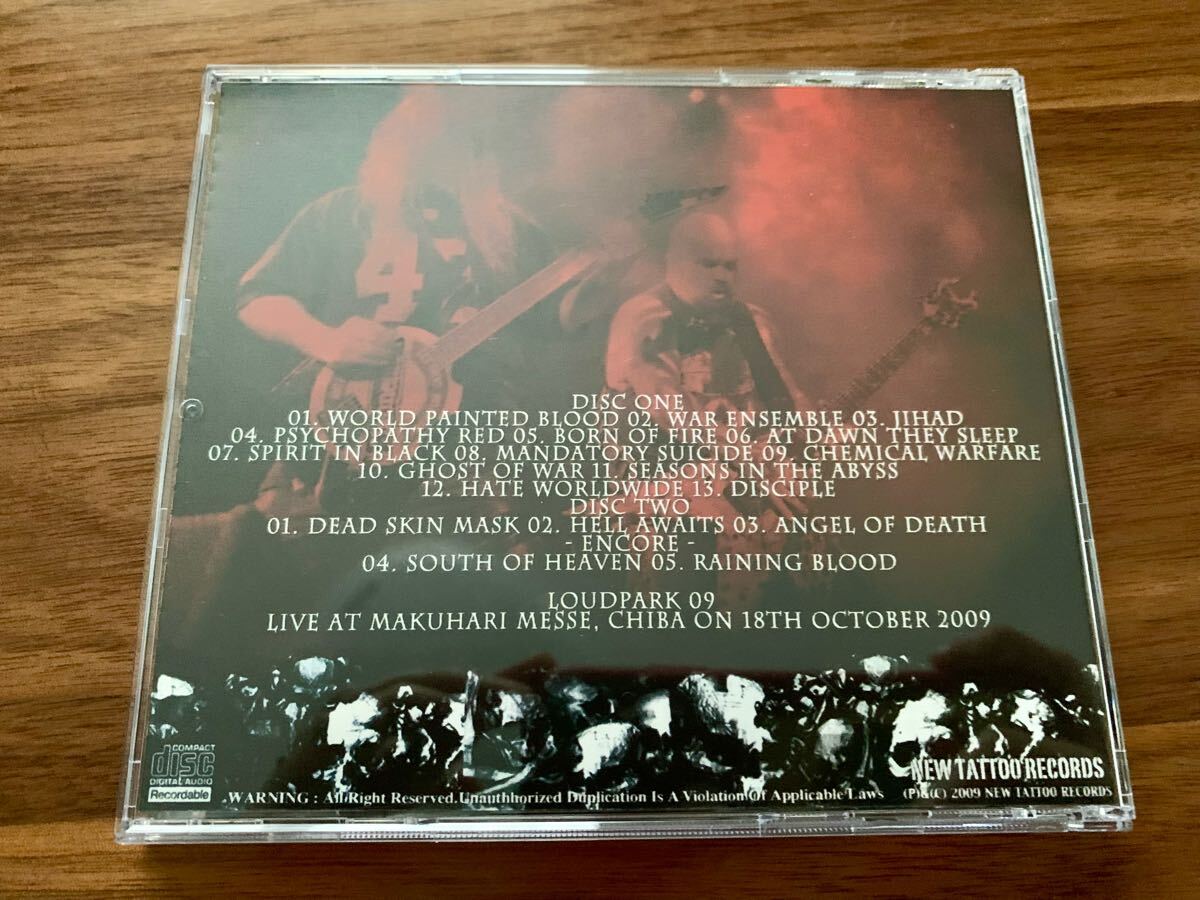 4
DISC ONE
01. WORLD PAINTED BLOOD 02. WAR ENSEMBLE 03. JIHAD
04. PSYCHOPATHY RED 05. BORN OF FIRE 06. AT DAWN THEY SLEEP
07. SPIRIT IN BLACK 08. MANDATORY SUICIDE 09. CHEMICAL WARFARE
10. GHOST OF WAR 11. SEASONS IN THE ABYSS
12. HATE WORLDWIDE 13. DISCIPLE
DISC TWO
01. DEAD SKIN MASK 02. HELL AWAITS 03. ANGEL OF DEATH
- ENCORE -
04. SOUTH OF HEAVEN 05. RAINING BLOOD
LOUDPARK 09
LIVE AT MAKUHARI MESSE, CHIBA ON 18TH OCTOBER 2009
COMPACT
disc
DIGITAL AUDIO
Recordable
NEW TATTOO RECORDS
WARNING : All Right Reserved.Unauthhorized Duplication Is A Violation Of Applicable Laws (P)&(C) 2009 NEW TATTOO RECORDS